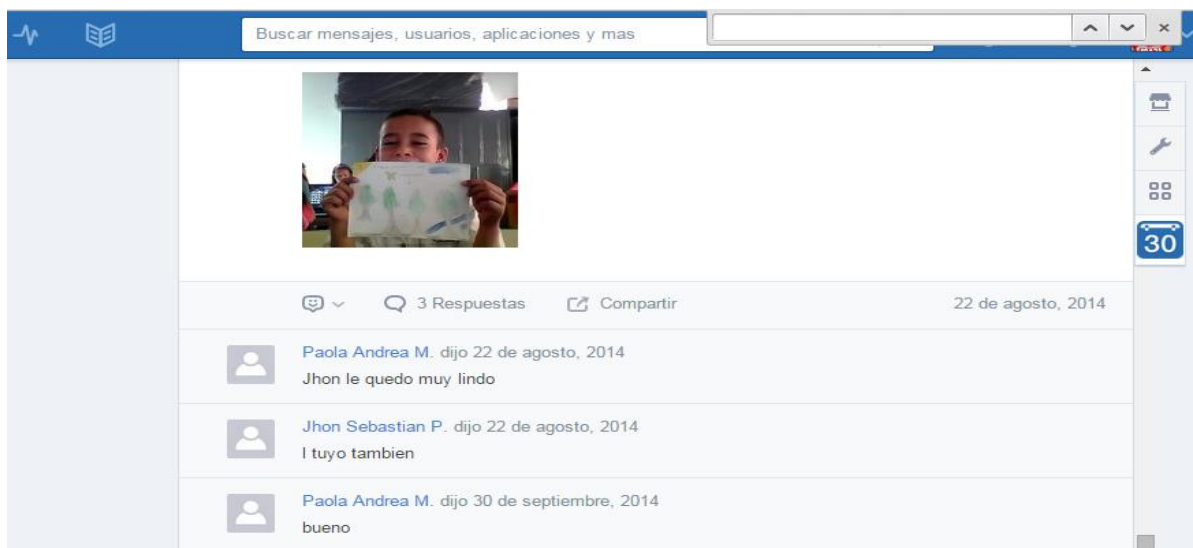 Buscar mensajes, usuarios, aplicaciones y mas
30
3 Respuestas
Compartir
22 de agosto, 2014
Paola Andrea M. dijo 22 de agosto, 2014
Jhon le quedo muy lindo
Jhon Sebastian P. dijo 22 de agosto, 2014
I tuyo tambien
Paola Andrea M. dijo 30 de septiembre, 2014
bueno